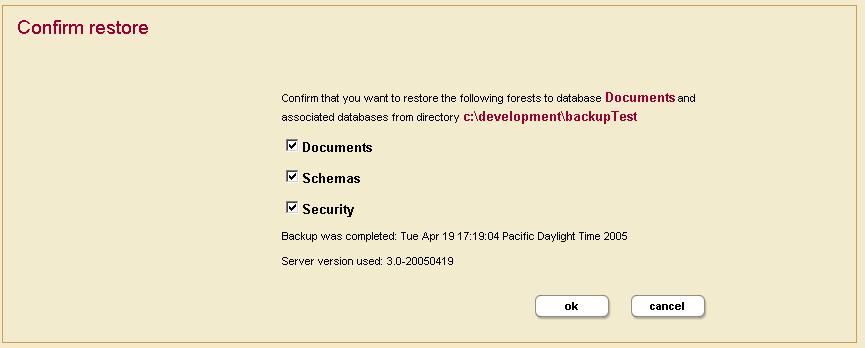 Confirm restore
Confirm that you want to restore the following forests to database Documents and
associated databases from directory c:\development\backupTest
Documents
Schemas
Security
Backup was completed: Tue Apr 19 17:19:04 Pacific Daylight Time 2005
Server version used: 3.0-20050419
ok cancel